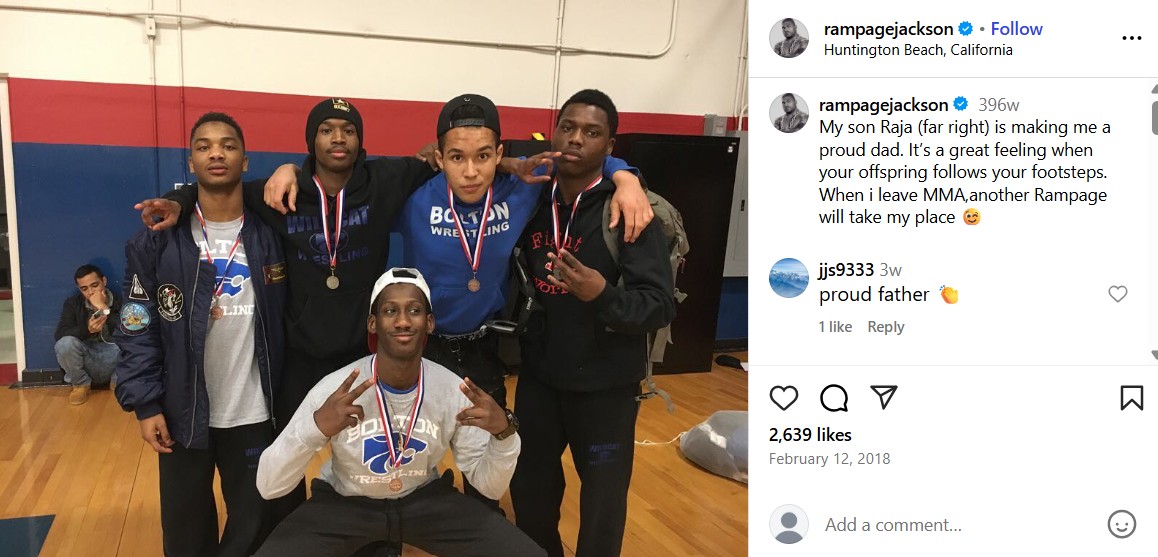 rampagejackson • Follow
Huntington Beach, California
rampagejackson 396w
My son Raja (far right) is making me a
proud dad. It's a great feeling when
your offspring follows your footsteps.
When i leave MMA,another Rampage
will take my place 😊
jjs9333 3w
proud father 👏
1 like Reply
2,639 likes
February 12, 2018
Add a comment...
WILDCAT
WRESTLING
BOLTON
WRESTLING
BOLTON
WRESTLING